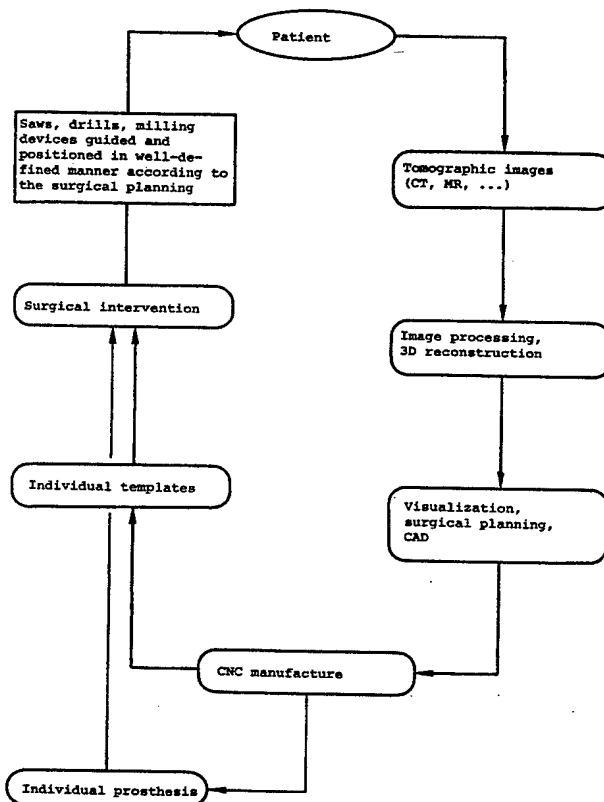 Patient
Saws, drills, milling
devices guided and
positioned in well-de-
fined manner according to
the surgical planning
Tomographic images
(CT, MR, ...)
Surgical intervention
Image processing,
3D reconstruction
Individual templates
Visualization,
surgical planning,
CAD
CNC manufacture
Individual prosthesis